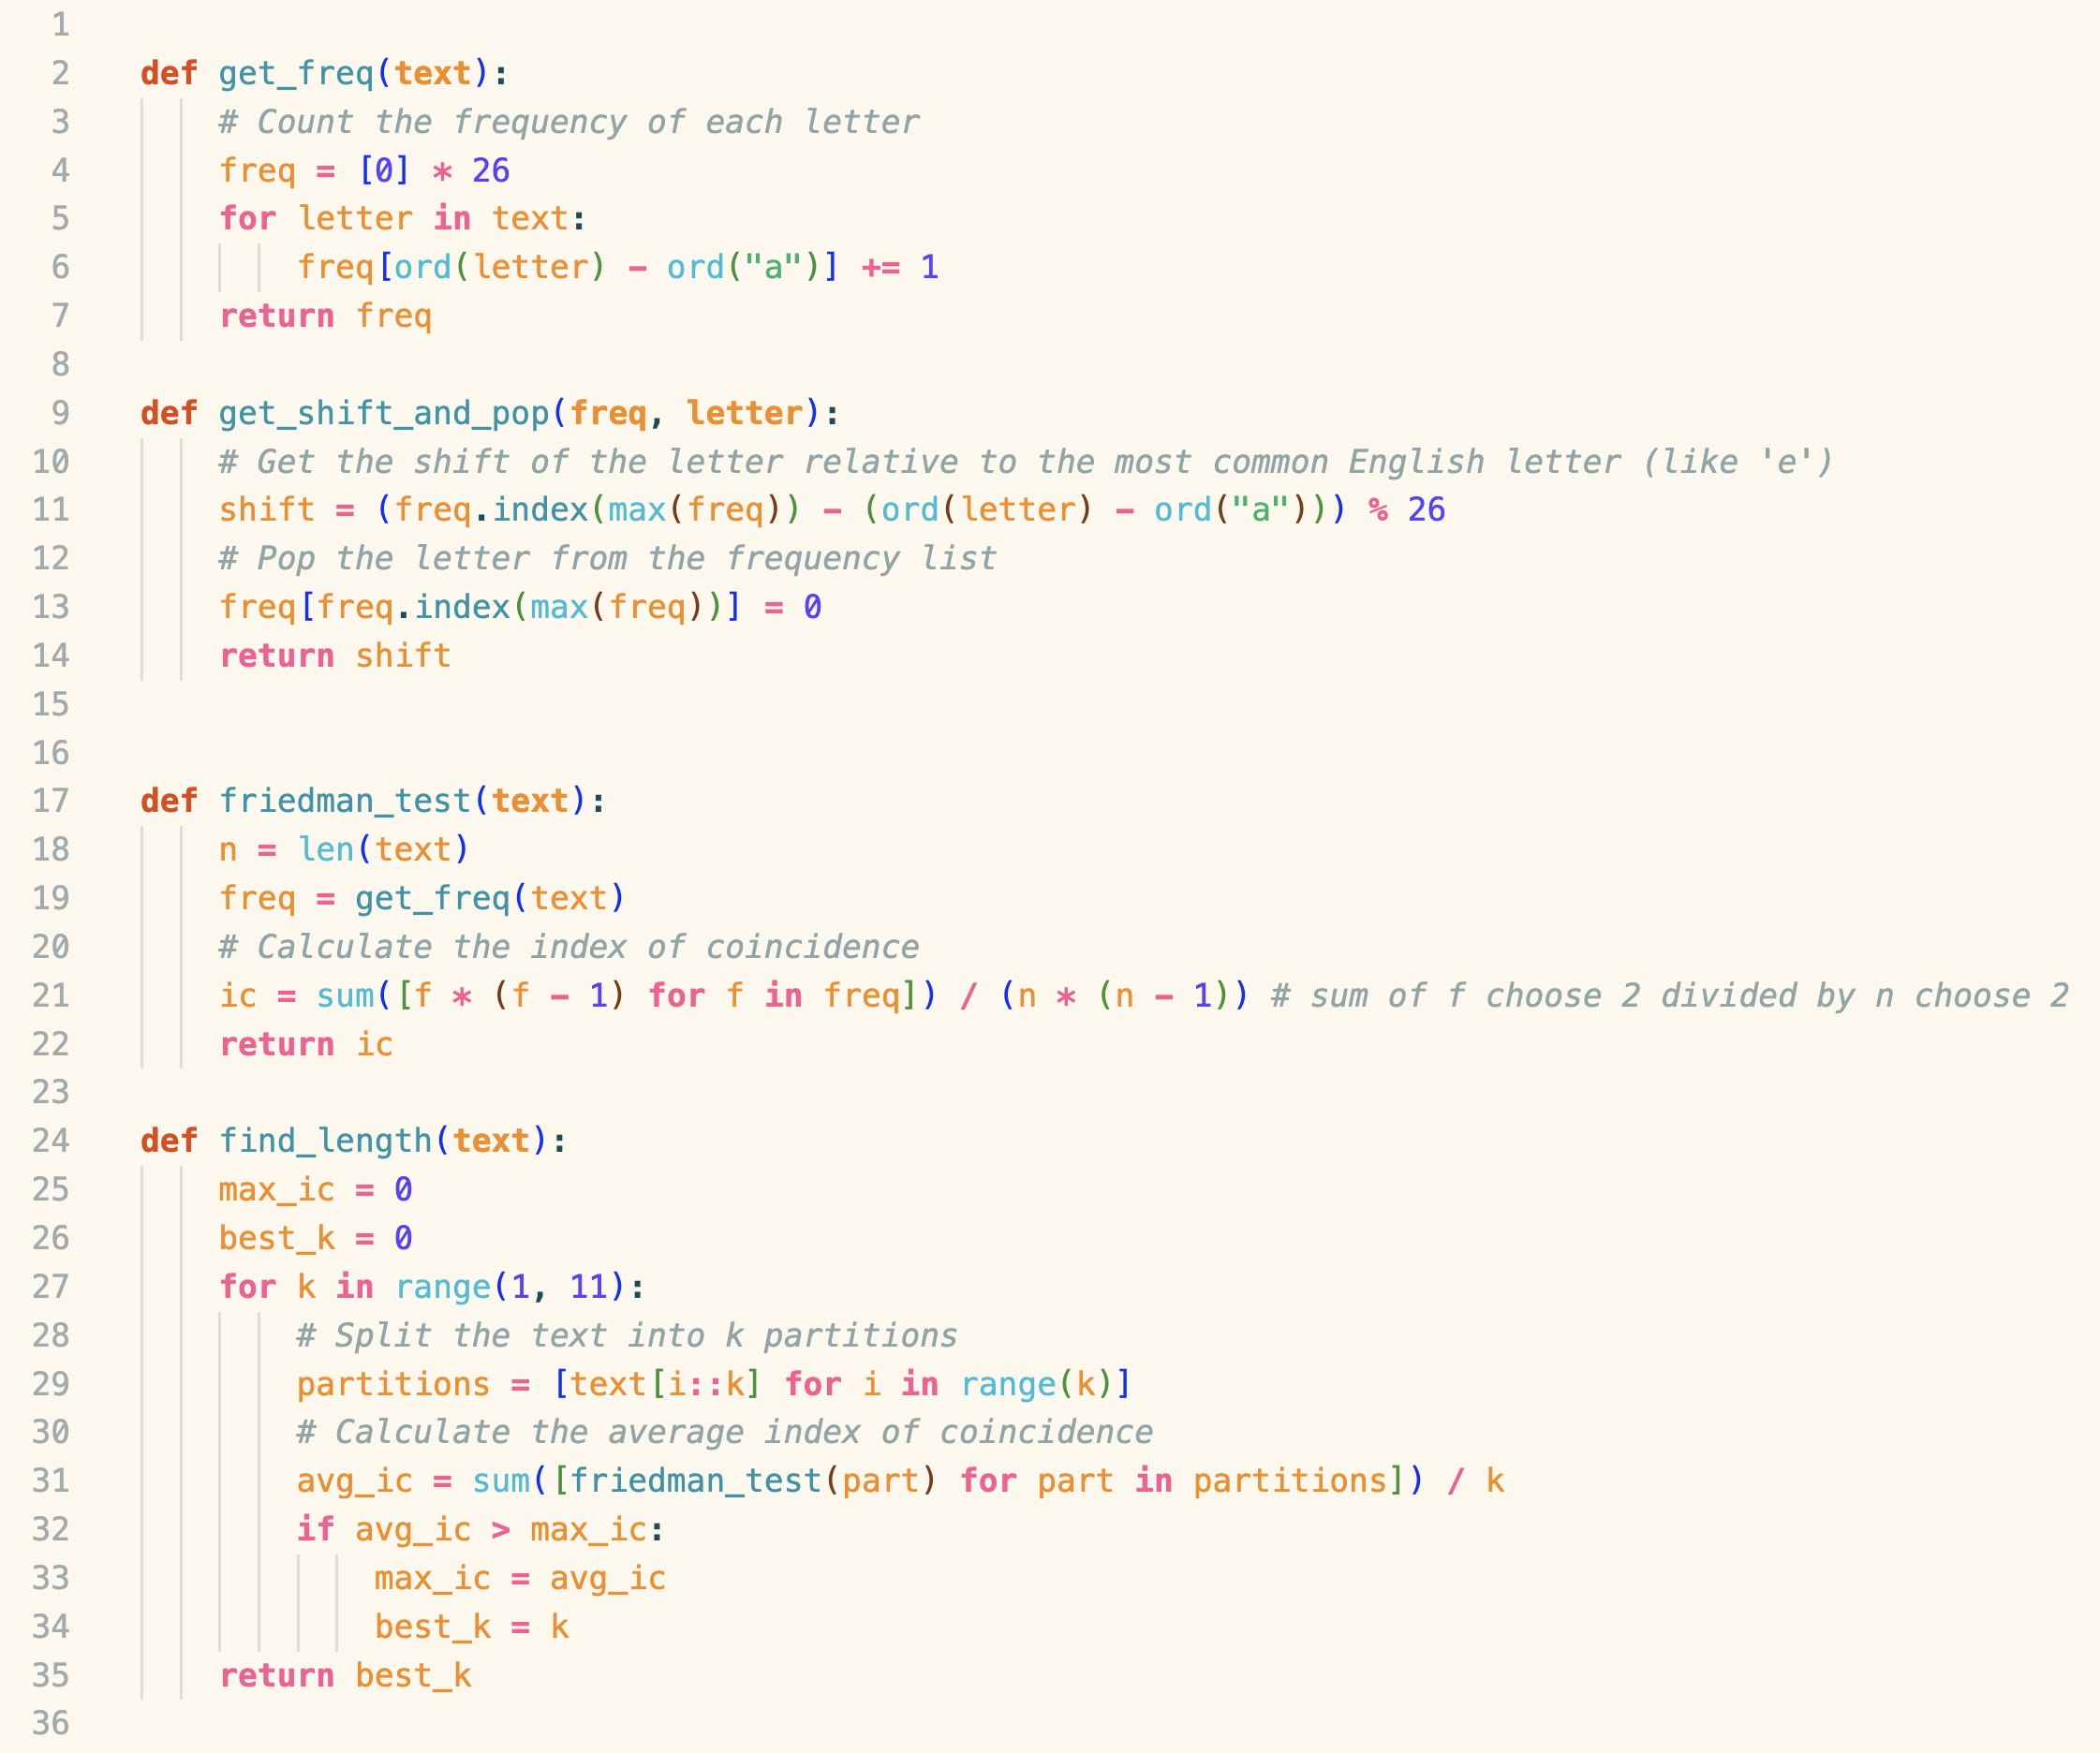 1
2 def get_freq(text):
3 # Count the frequency of each letter
4 freq = [0] * 26
5 for letter in text:
6 freq[ord(letter) - ord("a")] += 1
7 return freq
8
9 def get_shift_and_pop(freq, letter):
10 # Get the shift of the letter relative to the most common English letter (like 'e')
11 shift = (freq.index(max(freq)) - (ord(letter) - ord("a"))) % 26
12 # Pop the letter from the frequency list
13 freq[freq.index(max(freq))] = 0
14 return shift
15
16
17 def friedman_test(text):
18 n = len(text)
19 freq = get_freq(text)
20 # Calculate the index of coincidence
21 ic = sum([f * (f - 1) for f in freq]) / (n * (n - 1)) # sum of f choose 2 divided by n choose 2
22 return ic
23
24 def find_length(text):
25 max_ic = 0
26 best_k = 0
27 for k in range(1, 11):
28 # Split the text into k partitions
29 partitions = [text[i::k] for i in range(k)]
30 # Calculate the average index of coincidence
31 avg_ic = sum([friedman_test(part) for part in partitions]) / k
32 if avg_ic > max_ic:
33 max_ic = avg_ic
34 best_k = k
35 return best_k
36